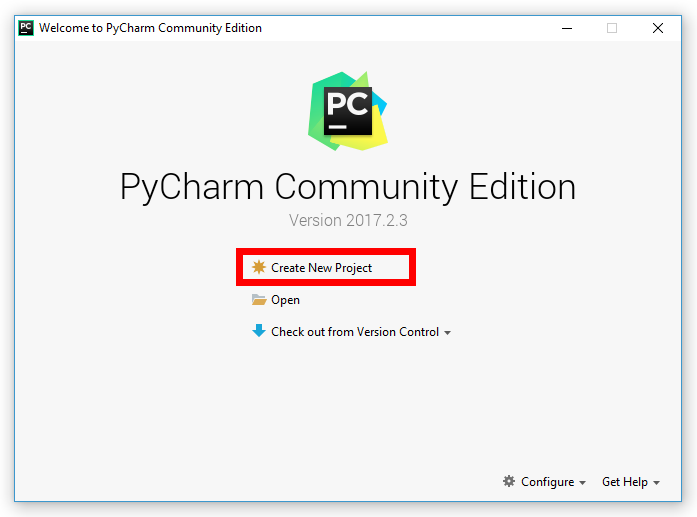 Welcome to PyCharm Community Edition
PC
PC
PyCharm Community Edition
Version 2017.2.3
Create New Project
Open
Check out from Version Control
Configure Get Help